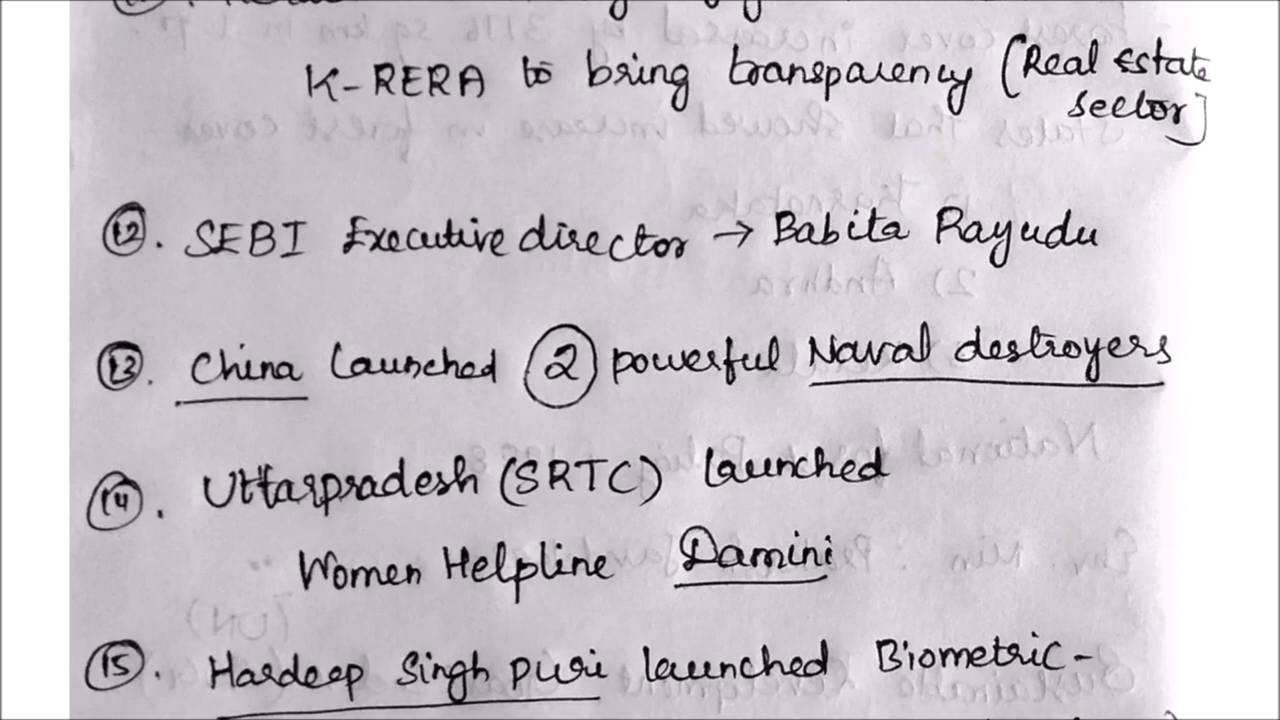 K-RERA to bring transparency (Real Estate
sector]
12. SEBI Executive director → Babita Rayudu
13. China launched 2 powerful Naval destroyers
14. Uttarpradesh (SRTC) launched
Women Helpline Damini
15. Hardeep Singh puri launched Biometric-